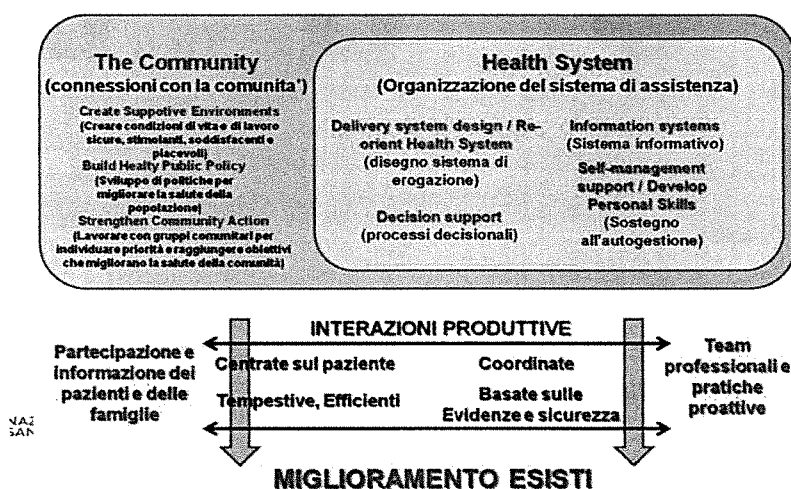 The Community
(connessioni con la comunita')
Create Suppotive Environments
(Creare condizioni di vita e di lavoro
sicure, stimolanti, soddisfacenti e
piacevoli)
Build Healty Public Policy
(Sviluppo di politiche per
migliorare la salute della
popolazione)
Strengthen Community Action
(Lavorare con gruppi comunitari per
individuare priorità e raggiungere obiettivi
che migliorano la salute della comunità)
Health System
(Organizzazione del sistema di assistenza)
Delivery system design / Re-
orient Health System
(disegno sistema di
erogazione)
Decision support
(processi decisionali)
Information systems
(Sistema informativo)
Self-management
support / Develop
Personal Skills
(Sostegno
all'autogestione)
INTERAZIONI PRODUTTIVE
Partecipazione e
informazione dei
pazienti e delle
famiglie
Centrate sul paziente
Coordinate
Tempestive, Efficienti
Basate sulle
Evidenze e sicurezza
Team
professionali e
pratiche
proattive
NAZ
SAN
MIGLIORAMENTO ESISTI